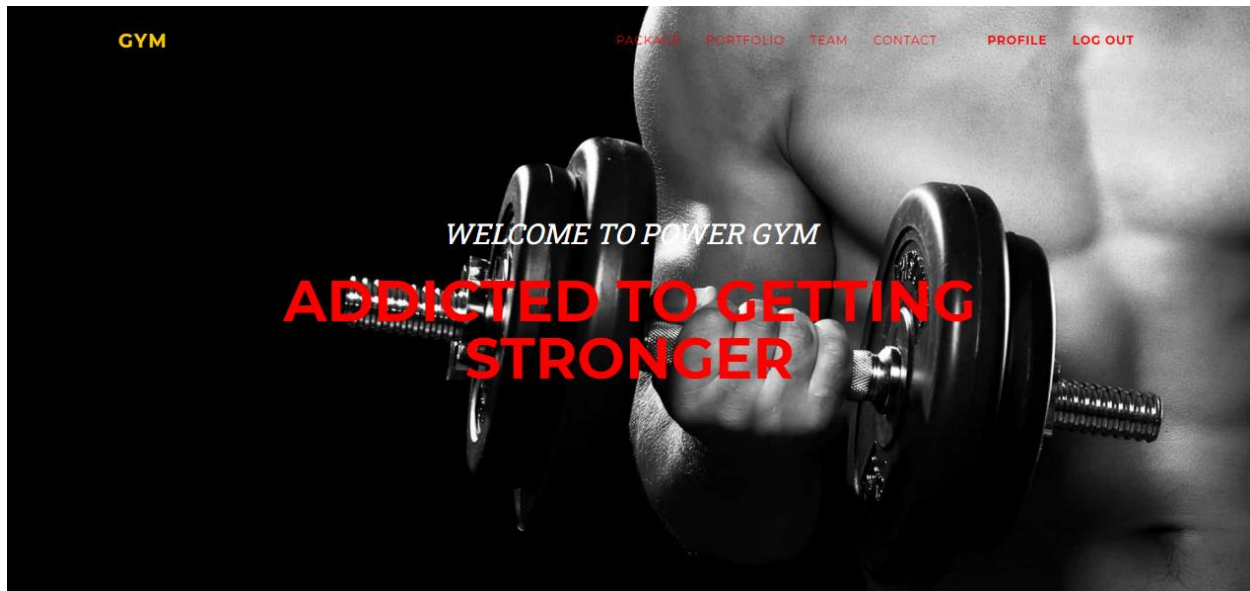 GYM
PACKAGE PORTFOLIO TEAM CONTACT PROFILE LOG OUT
WELCOME TO POWER GYM
ADDICTED TO GETTING
STRONGER